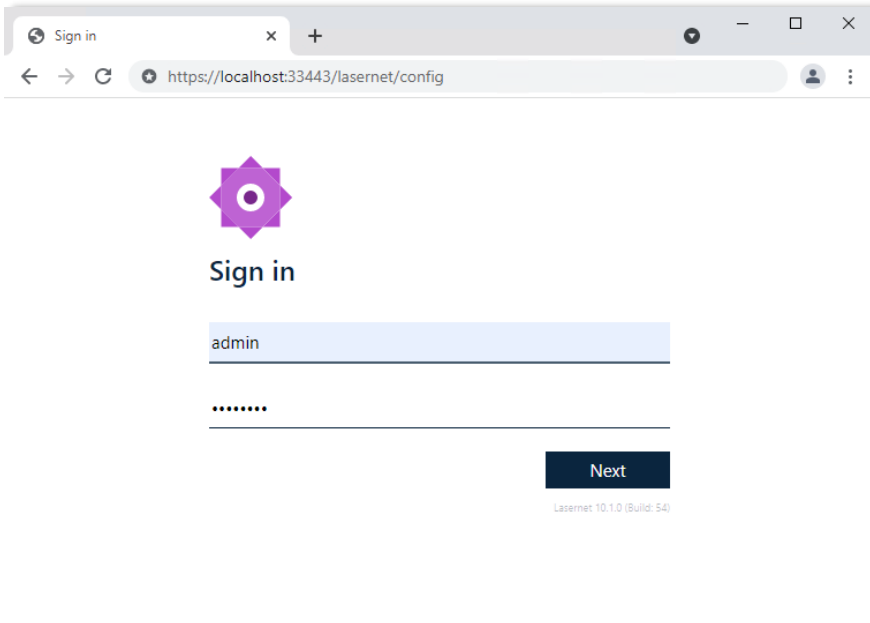 Sign in
https://localhost:33443/lasernet/config
Sign in
admin
••••••••
Next
Lasernet 10.1.0 (Build: 54)